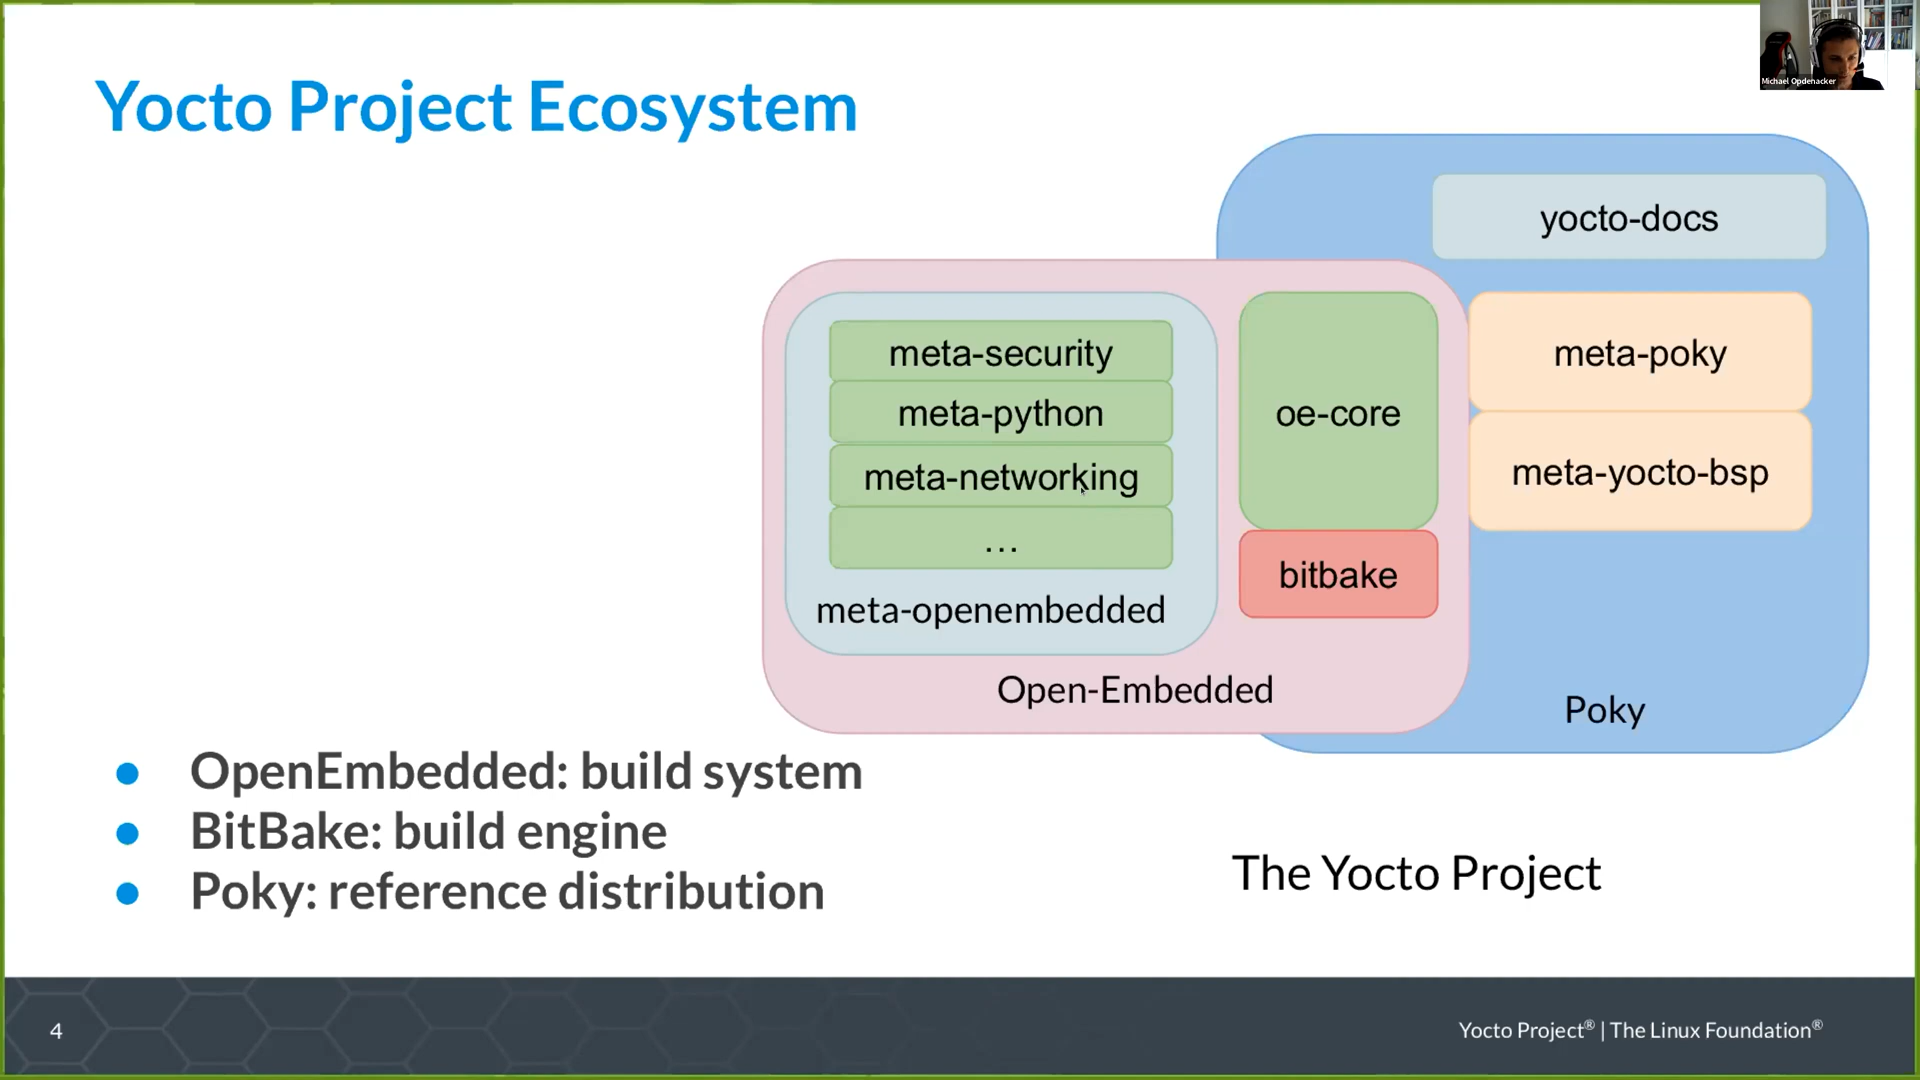 Michael Opdenacker
Yocto Project Ecosystem
yocto-docs
meta-security
meta-python
meta-networking
...
meta-openembedded
oe-core
bitbake
Open-Embedded
meta-poky
meta-yocto-bsp
Poky
OpenEmbedded: build system
BitBake: build engine
Poky: reference distribution
The Yocto Project
4
Yocto Project® | The Linux Foundation®